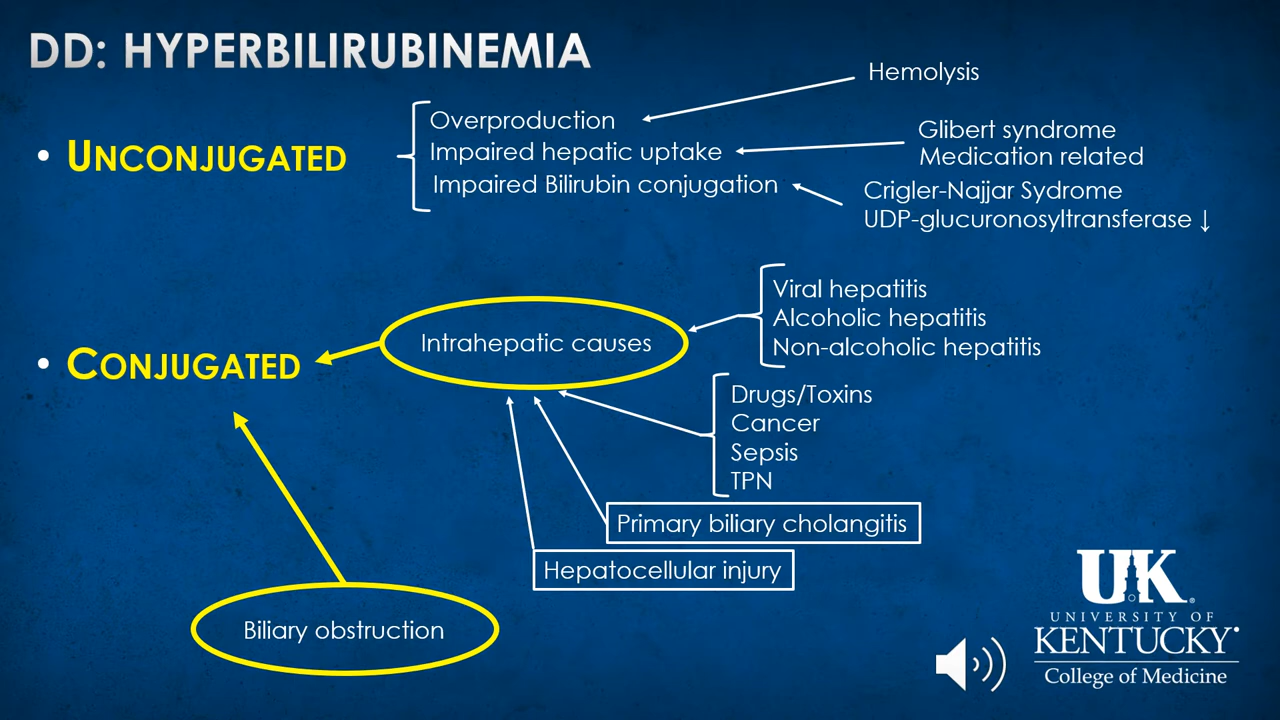 DD: HYPERBILIRUBINEMIA
• UNCONJUGATED
Overproduction
Impaired hepatic uptake
Impaired Bilirubin conjugation
Hemolysis
Glibert syndrome
Medication related
Crigler-Najjar Sydrome
UDP-glucuronosyltransferase ↓
• CONJUGATED
Intrahepatic causes
Viral hepatitis
Alcoholic hepatitis
Non-alcoholic hepatitis
Drugs/Toxins
Cancer
Sepsis
TPN
Primary biliary cholangitis
Hepatocellular injury
Biliary obstruction
UK
UNIVERSITY OF
KENTUCKY
College of Medicine